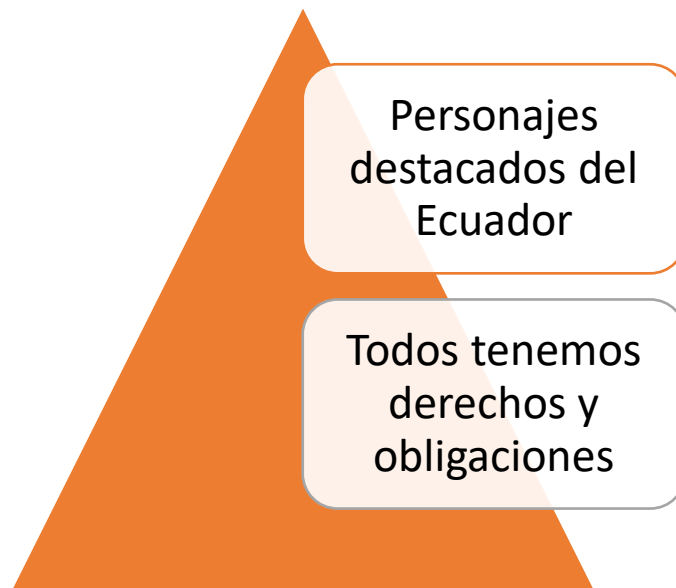 Personajes
destacados del
Ecuador
Todos tenemos
derechos y
obligaciones